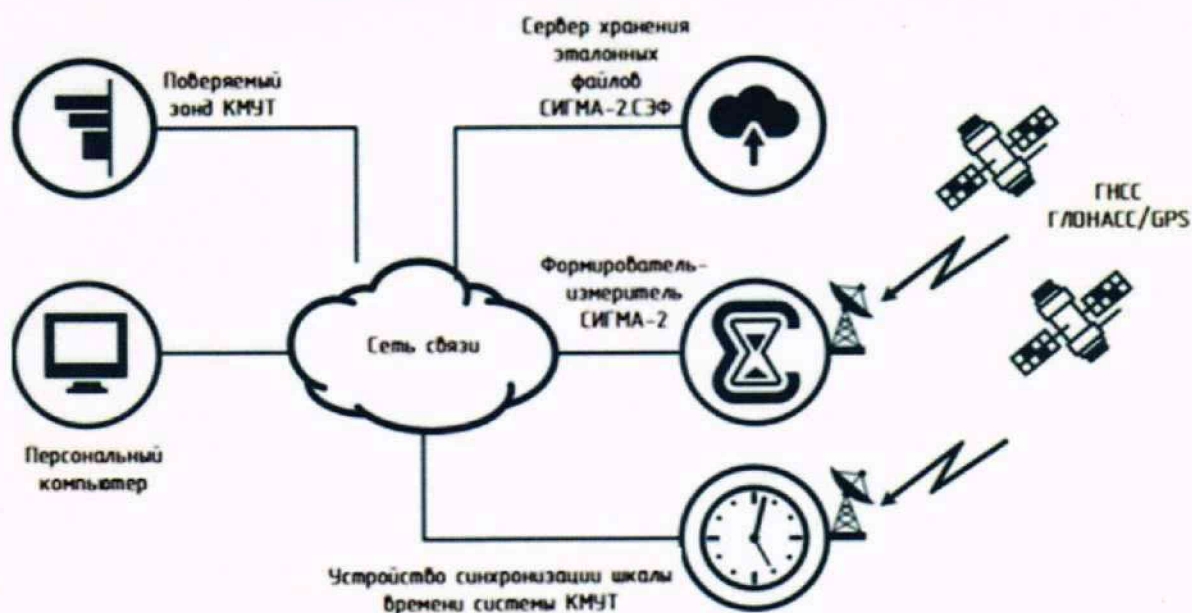 Поверяемый
зонд КМУТ
Сервер хранения
эталонных
файлов
СИГМА-2.СЭФ
ГНСС
ГЛОНАСС/GPS
Формирователь-
измеритель
СИГМА-2
Сеть связи
Персональный
компьютер
Устройство синхронизации шкалы
времени системы КМУТ